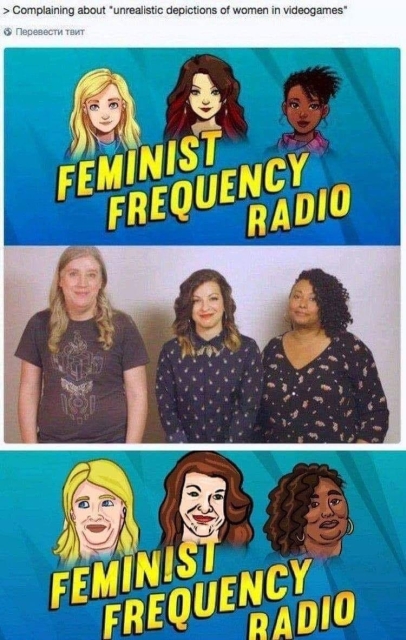 > Complaining about "unrealistic depictions of women in videogames"
Перевести твит
FEMINIST
FREQUENCY
RADIO
FEMINIST
FREQUENCY
RADIO